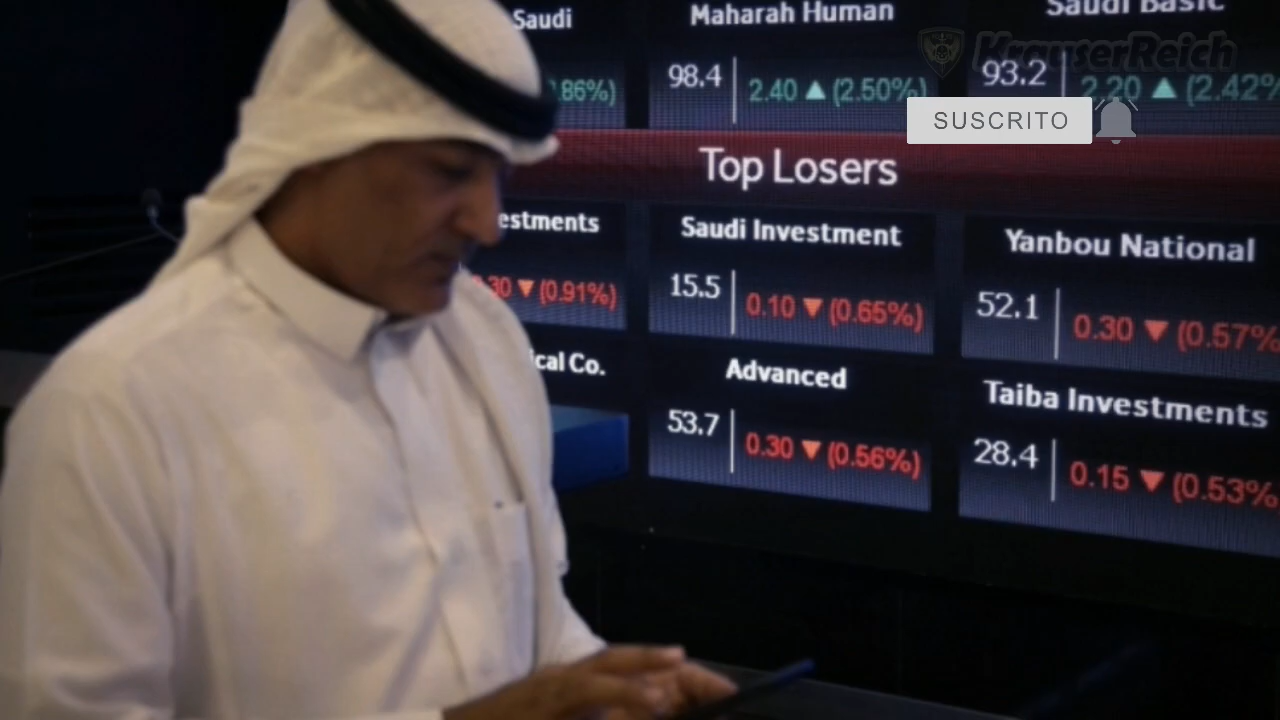 Saudi
.86%)
Maharah Human
98.4 2.40 ▲ (2.50%)
Saudi Basic
93.2 2.20 ▲ (2.42%
KrauserReich
SUSCRITO
Top Losers
estments
.30 ▼ (0.91%)
Saudi Investment
15.5 0.10 ▼ (0.65%)
Yanbou National
52.1 0.30 ▼ (0.57%
ical Co.
Advanced
53.7 0.30 ▼ (0.56%)
Taiba Investments
28.4 0.15 ▼ (0.53%